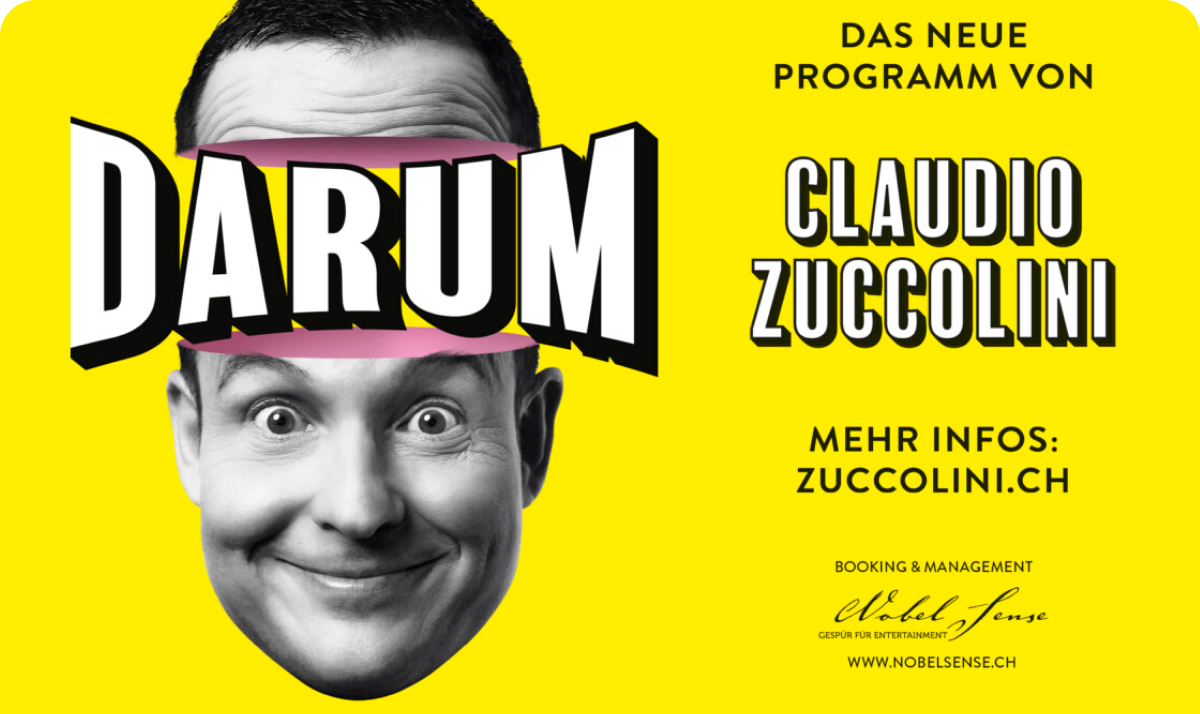 DARUM
DAS NEUE
PROGRAMM VON
CLAUDIO
ZUCCOLINI
MEHR INFOS:
ZUCCOLINI.CH
BOOKING & MANAGEMENT
Nobel Sense
GESPÜR FÜR ENTERTAINMENT
WWW.NOBELSENSE.CH